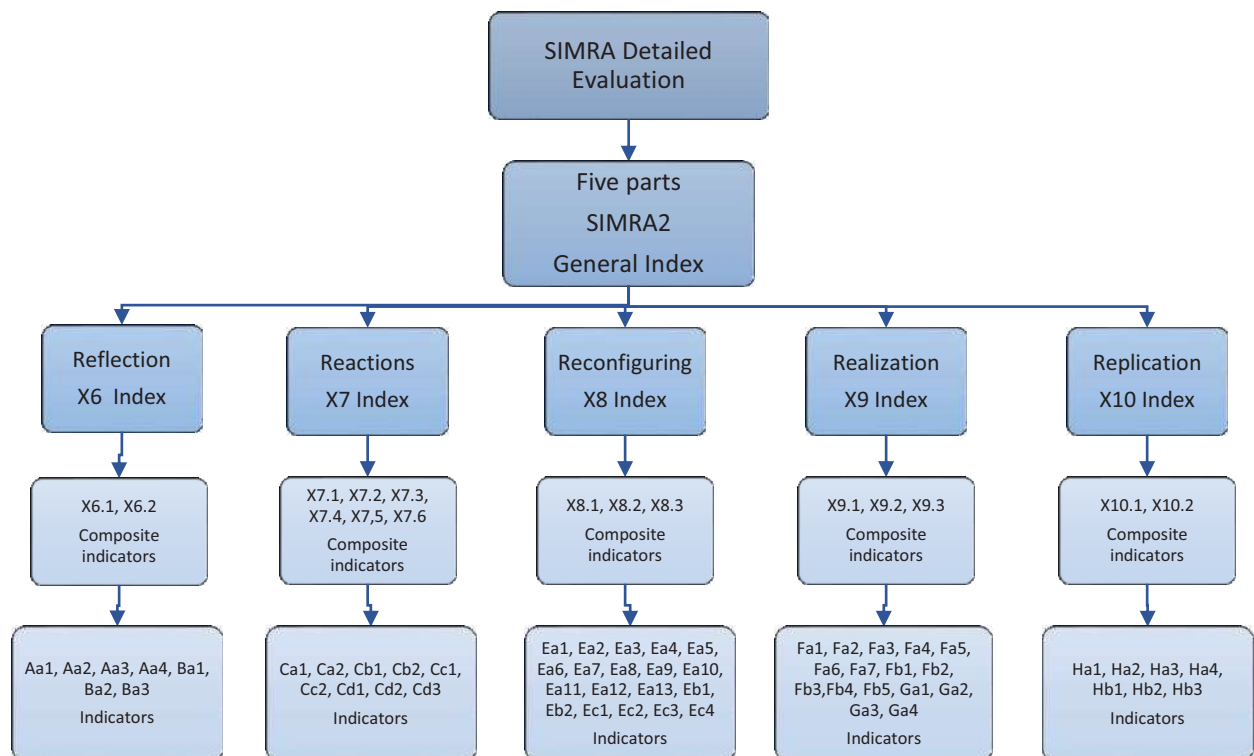 SIMRA Detailed
Evaluation
Five parts
SIMRA2
General Index
Reflection
X6 Index
Reactions
X7 Index
Reconfiguring
X8 Index
Realization
X9 Index
Replication
X10 Index
X6.1, X6.2
Composite
indicators
X7.1, X7.2, X7.3,
X7.4, X7,5, X7.6
Composite
indicators
X8.1, X8.2, X8.3
Composite
indicators
X9.1, X9.2, X9.3
Composite
indicators
X10.1, X10.2
Composite
indicators
Aa1, Aa2, Aa3, Aa4, Ba1,
Ba2, Ba3
Indicators
Ca1, Ca2, Cb1, Cb2, Cc1,
Cc2, Cd1, Cd2, Cd3
Indicators
Ea1, Ea2, Ea3, Ea4, Ea5,
Ea6, Ea7, Ea8, Ea9, Ea10,
Ea11, Ea12, Ea13, Eb1,
Eb2, Ec1, Ec2, Ec3, Ec4
Indicators
Fa1, Fa2, Fa3, Fa4, Fa5,
Fa6, Fa7, Fb1, Fb2,
Fb3,Fb4, Fb5, Ga1, Ga2,
Ga3, Ga4
Indicators
Ha1, Ha2, Ha3, Ha4,
Hb1, Hb2, Hb3
Indicators